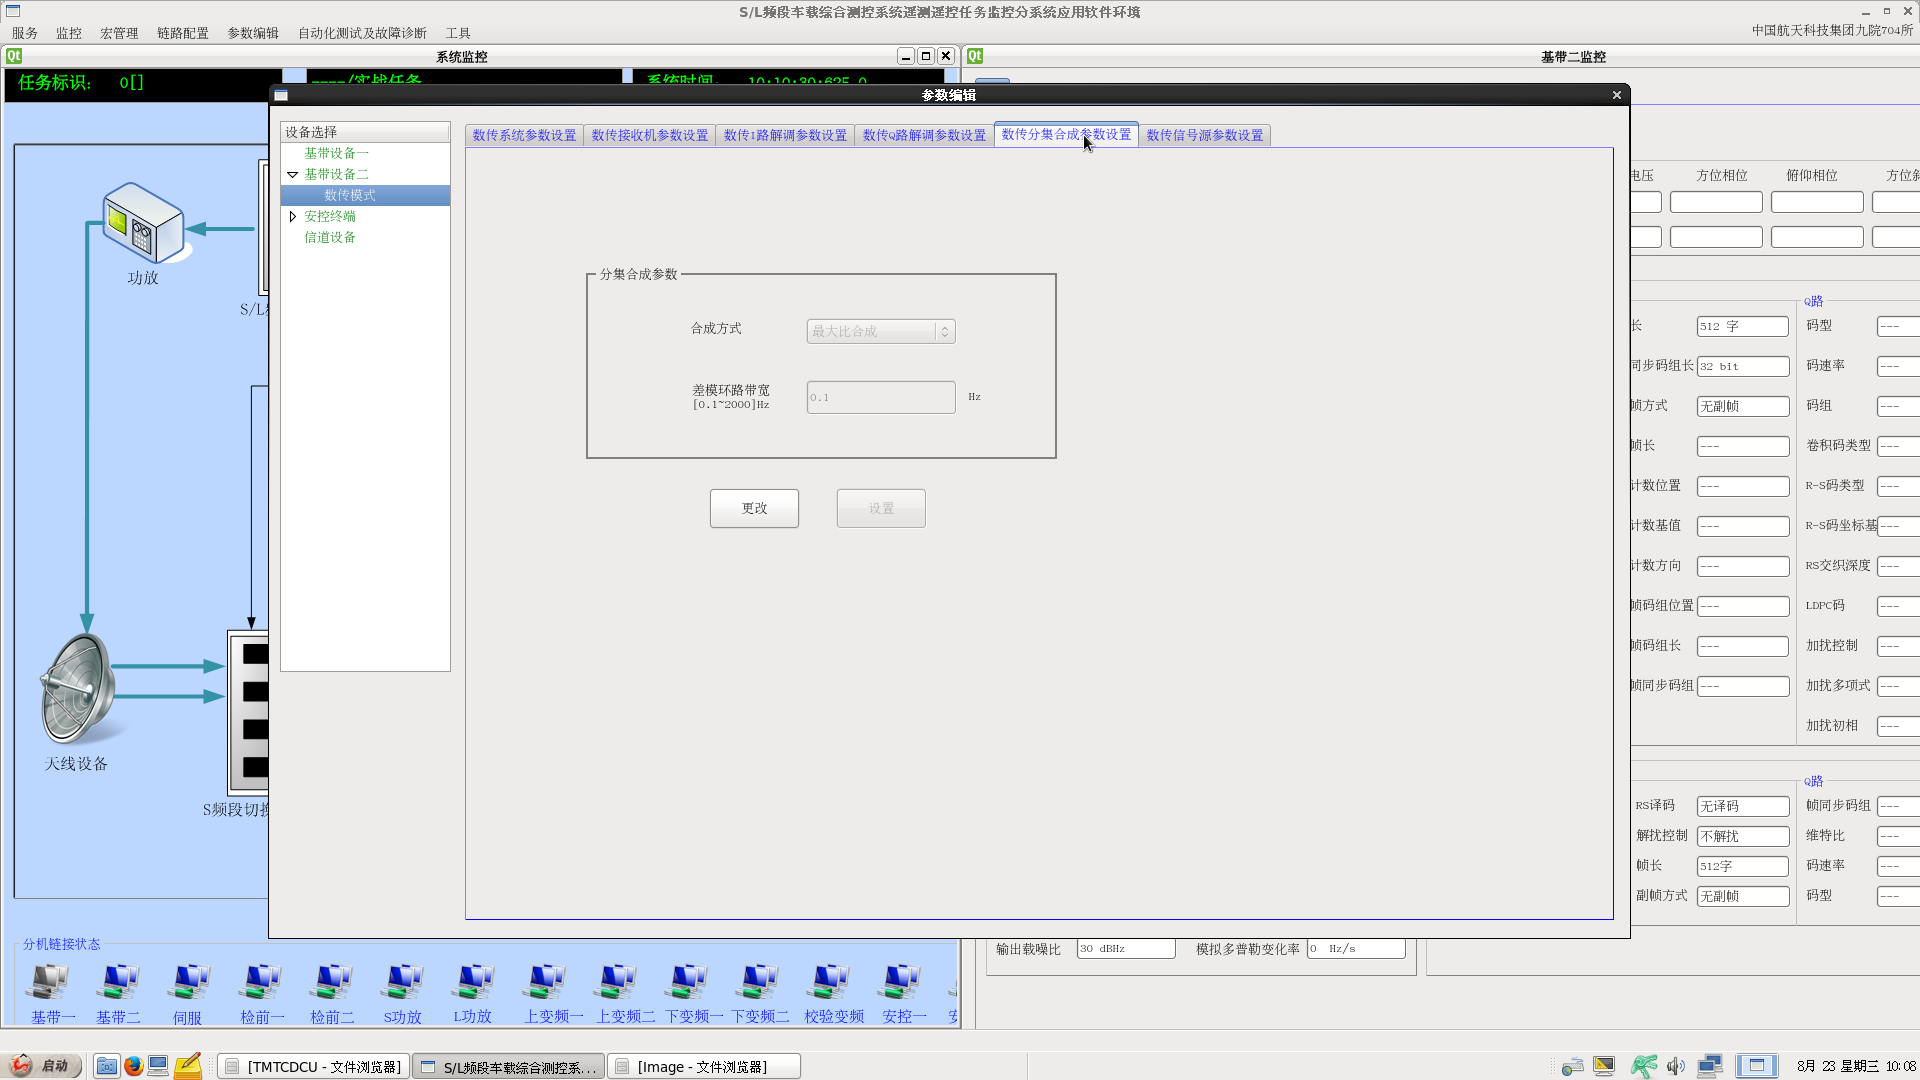 S/L频段车载综合测控系统遥测遥控任务监控分系统应用软件环境
服务 监控 宏管理 链路配置 参数编辑 自动化测试及故障诊断 工具
中国航天科技集团九院704所
系统监控
基带二监控
任务标识: 0[]
----/实战任务
系统时间: 10:10:30:625.0
参数编辑
设备选择
基带设备一
基带设备二
数传模式
安控终端
信道设备
数传系统参数设置 数传接收机参数设置 数传I路解调参数设置 数传Q路解调参数设置 数传分集合成参数设置 数传信号源参数设置
分集合成参数
合成方式 最大比合成
差模环路带宽
[0.1~2000]Hz
0.1 Hz
更改 设置
功放
S/L
天线设备
S频段切换
电压 方位相位 俯仰相位 方位
Q路
长 512 字 码型 ---
同步码组长 32 bit 码速率 ---
帧方式 无副帧 码组 ---
帧长 --- 卷积码类型 ---
计数位置 --- R-S码类型 ---
计数基值 --- R-S码坐标基 ---
计数方向 --- RS交织深度 ---
帧码组位置 --- LDPC码 ---
帧码组长 --- 加扰控制 ---
帧同步码组 --- 加扰多项式 ---
加扰初相 ---
Q路
RS译码 无译码 帧同步码组 ---
解扰控制 不解扰 维特比 ---
帧长 512字 码速率 ---
副帧方式 无副帧 码型 ---
输出载噪比 30 dBHz 模拟多普勒变化率 0 Hz/s
分机链接状态
基带一 基带二 伺服 检前一 检前二 S功放 L功放 上变频一 上变频二 下变频一 下变频二 校验变频 安控一
启动
[TMTCDCU - 文件浏览器]
S/L频段车载综合测控系...
[Image - 文件浏览器]
8月 23 星期三 10:08